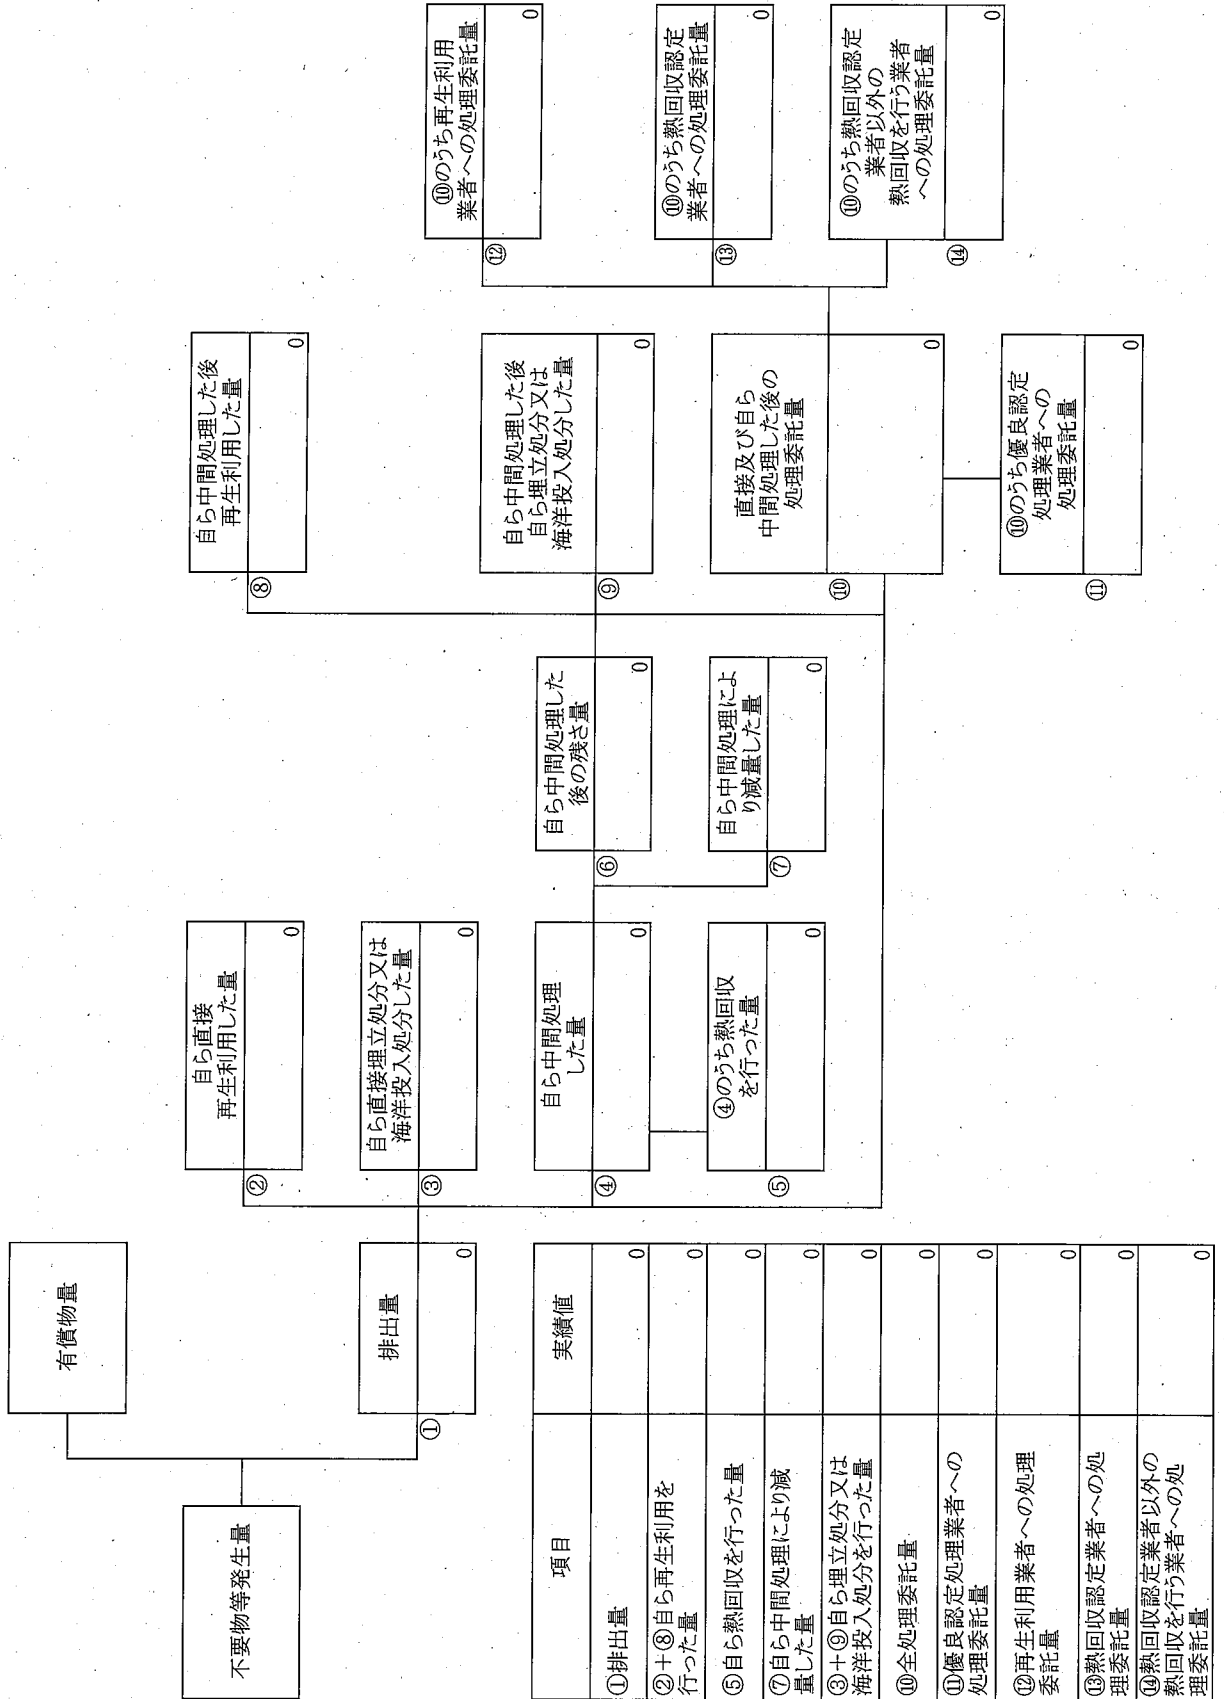 不要物等発生量
有償物量
排出量
①
0
自ら直接
再生利用した量
②
0
自ら直接埋立処分又は
海洋投入処分した量
③
0
自ら中間処理
した量
④
0
④のうち熱回収
を行った量
⑤
0
自ら中間処理した
後の残さ量
⑥
0
自ら中間処理によ
り減量した量
⑦
0
自ら中間処理した後
再生利用した量
⑧
0
自ら中間処理した後
自ら埋立処分又は
海洋投入処分した量
⑨
0
直接及び自ら
中間処理した後の
処理委託量
⑩
0
⑩のうち優良認定
処理業者への
処理委託量
⑪
0
⑩のうち再生利用
業者への処理委託量
⑫
0
⑩のうち熱回収認定
業者への処理委託量
⑬
0
⑩のうち熱回収認定
業者以外の
熱回収を行う業者
への処理委託量
⑭
0
項目 実績値
①排出量 0
②+⑧自ら再生利用を
行った量 0
⑤自ら熱回収を行った量 0
⑦自ら中間処理により減
量した量 0
③+⑨自ら埋立処分又は
海洋投入処分を行った量 0
⑩全処理委託量 0
⑪優良認定処理業者への
処理委託量 0
⑫再生利用業者への処理
委託量 0
⑬熱回収認定業者への処
理委託量 0
⑭熱回収認定業者以外の
熱回収を行う業者への処
理委託量 0